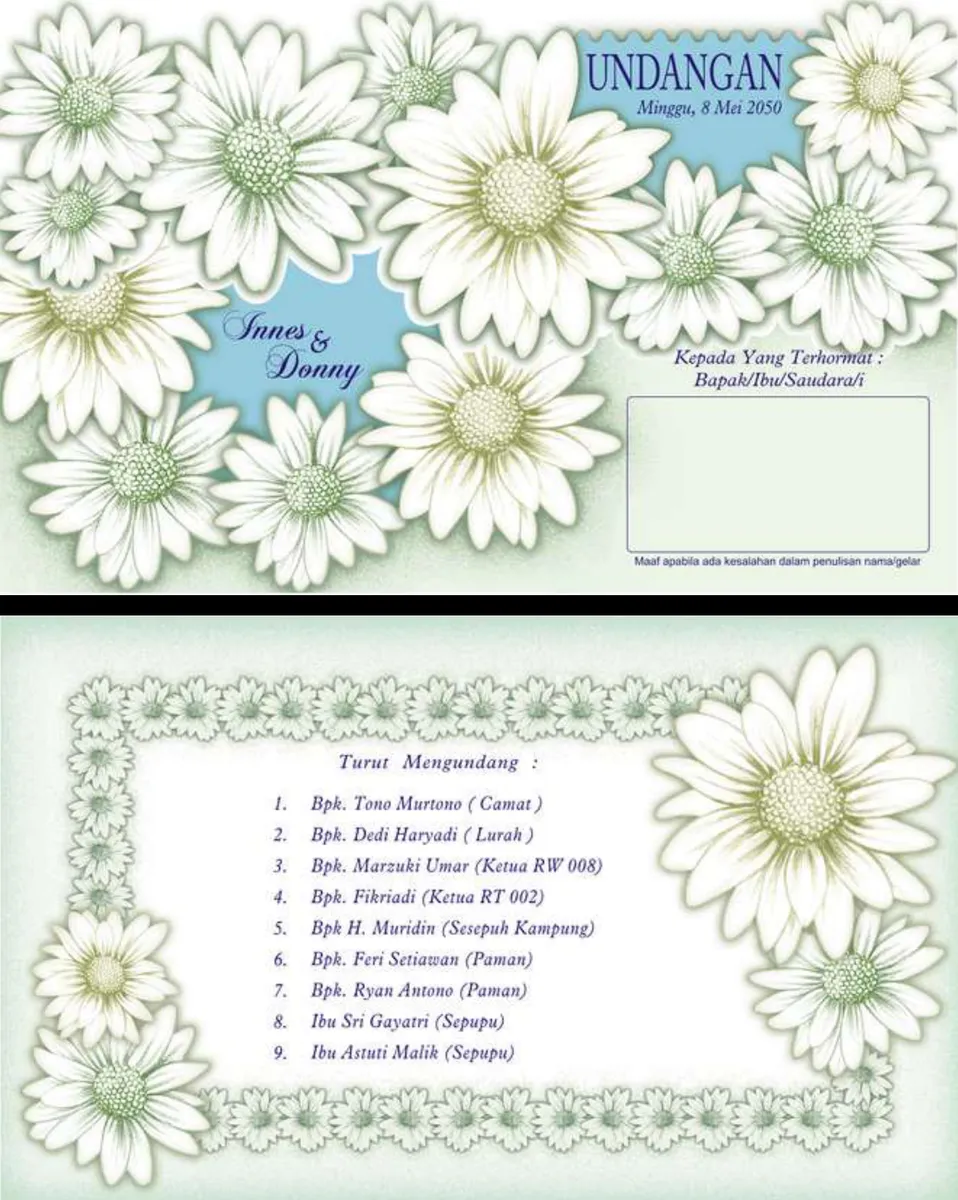 UNDANGAN
Minggu, 8 Mei 2050
Innes &
Donny
Kepada Yang Terhormat :
Bapak/Ibu/Saudara/i
Maaf apabila ada kesalahan dalam penulisan nama/gelar
Turut Mengundang :
1. Bpk. Tono Murtono ( Camat )
2. Bpk. Dedi Haryadi ( Lurah )
3. Bpk. Marzuki Umar (Ketua RW 008)
4. Bpk. Fikriadi (Ketua RT 002)
5. Bpk H. Muridin (Sesepuh Kampung)
6. Bpk. Feri Setiawan (Paman)
7. Bpk. Ryan Antono (Paman)
8. Ibu Sri Gayatri (Sepupu)
9. Ibu Astuti Malik (Sepupu)